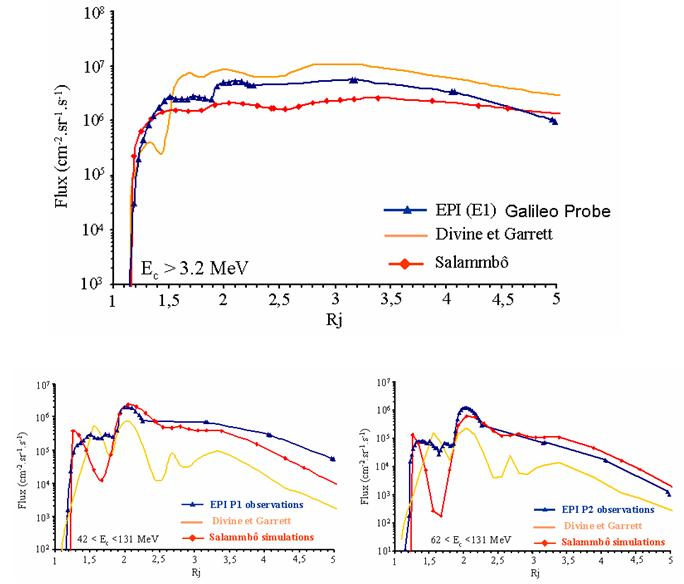 10⁸
10⁷
10⁶
10⁵
10⁴
10³
Flux (cm⁻².sr⁻¹.s⁻¹)
EPI (E1) Galileo Probe
Divine et Garrett
Salammbô
E_c > 3.2 MeV
1 1,5 2 2,5 3 3,5 4 4,5 5
Rj
10⁷
10⁶
10⁵
10⁴
10³
10²
Flux (cm⁻².sr⁻¹.s⁻¹)
EPI P1 observations
Divine et Garrett
Salammbô simulations
42 < E_c <131 MeV
1 1,5 2 2,5 3 3,5 4 4,5 5
Rj
10⁷
10⁶
10⁵
10⁴
10³
10²
10¹
Flux (cm⁻².sr⁻¹.s⁻¹)
EPI P2 observations
Divine et Garrett
Salammbô simulations
62 < E_c <131 MeV
1 1,5 2 2,5 3 3,5 4 4,5 5
Rj